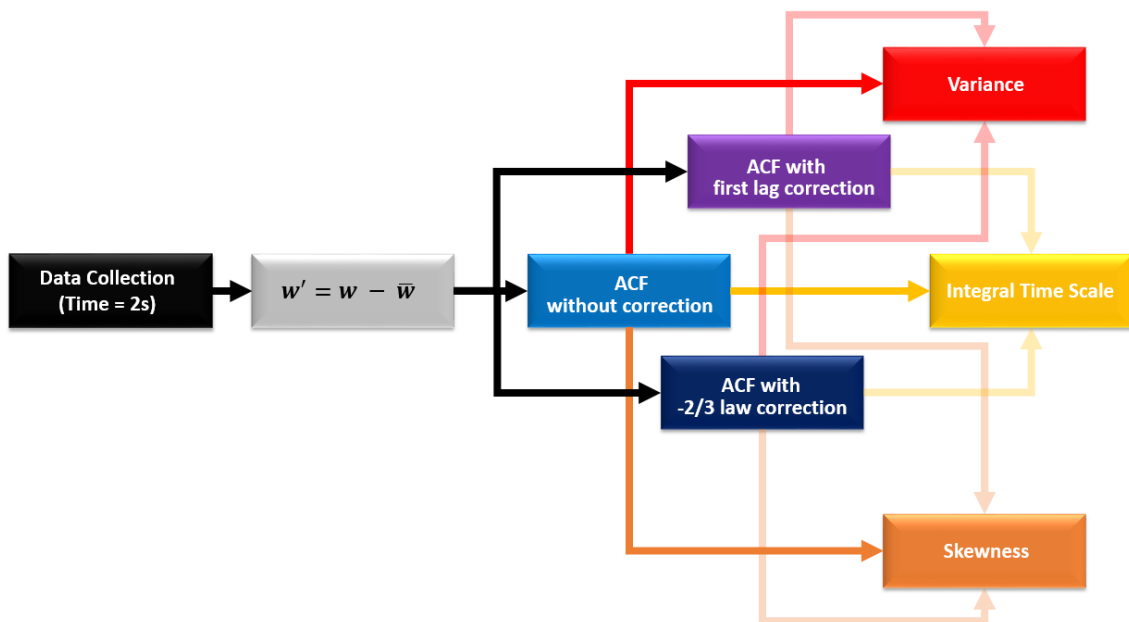 Variance
ACF with
first lag correction
Data Collection
(Time = 2s)
w′ = w − w̅
ACF
without correction
Integral Time Scale
ACF with
-2/3 law correction
Skewness